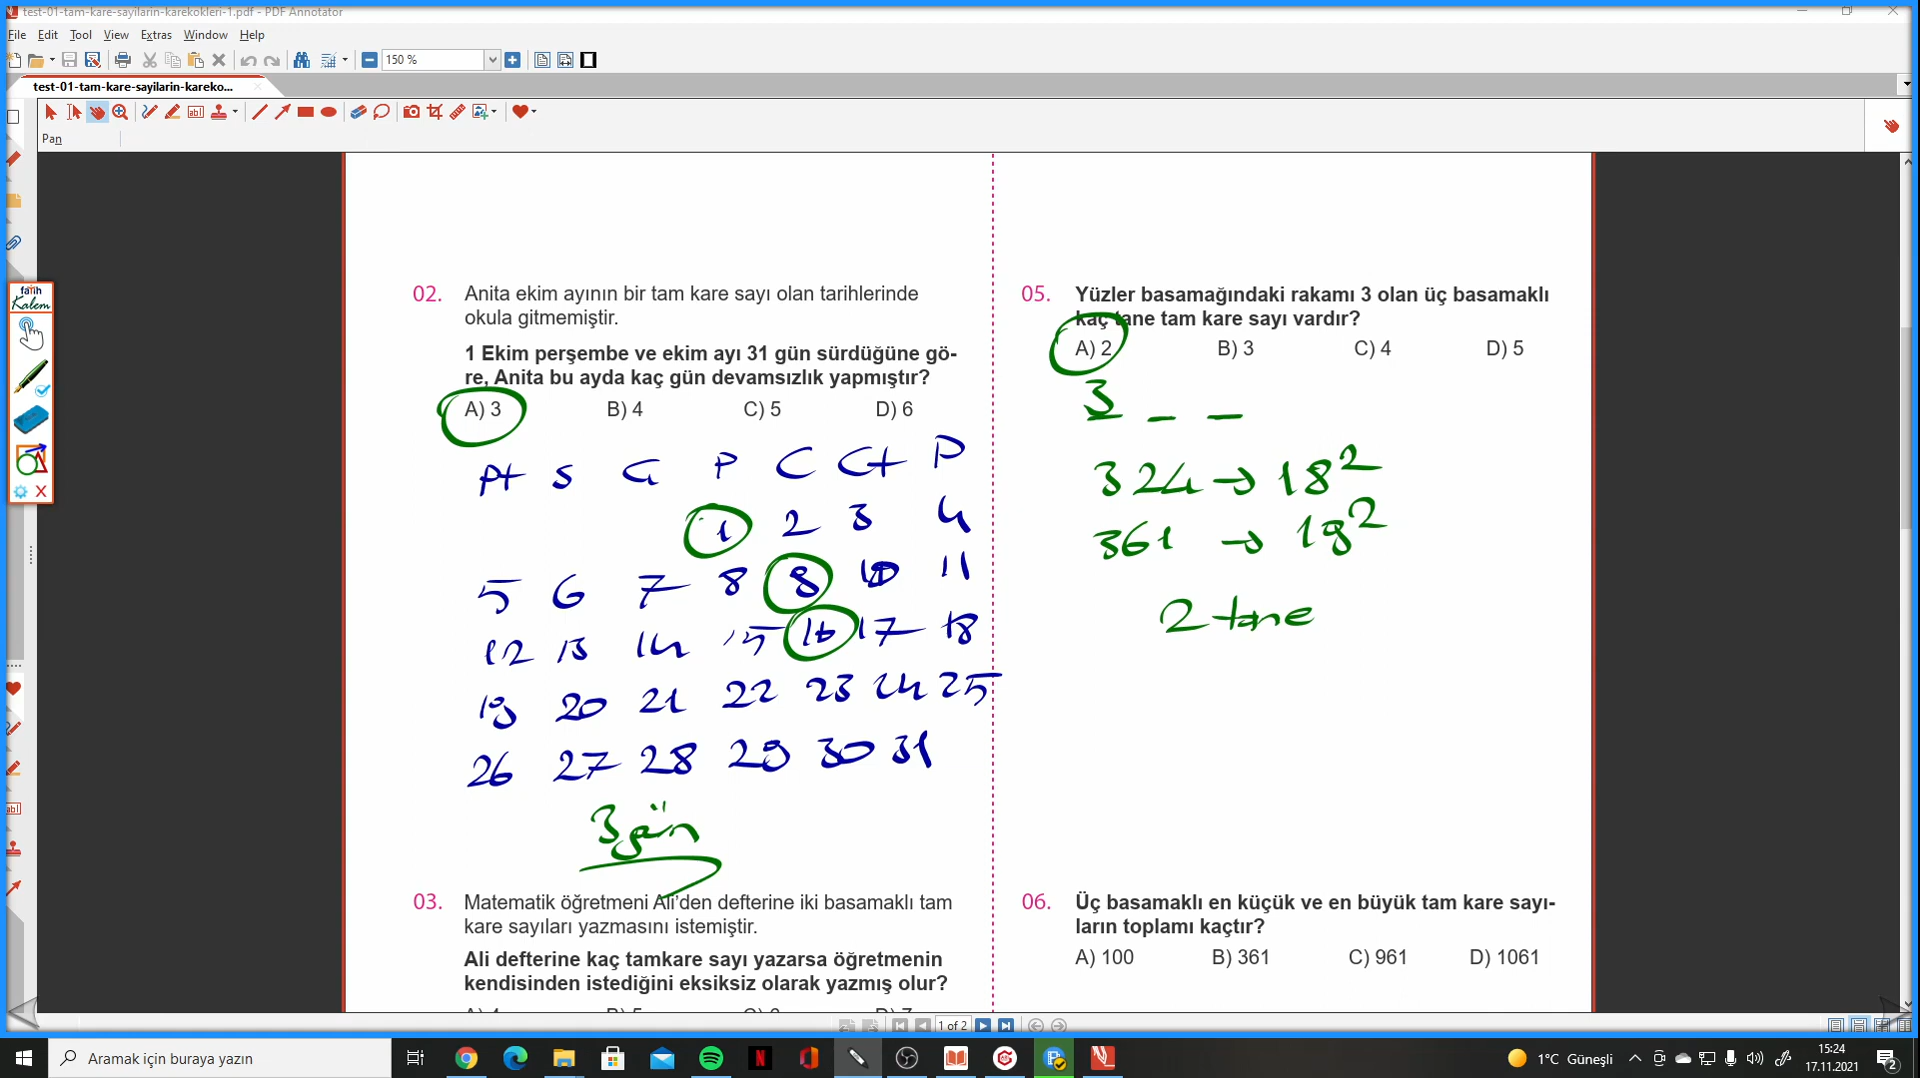 test-01-tam-kare-sayilarin-karekokleri-1.pdf - PDF Annotator
File Edit Tool View Extras Window Help
150 %
test-01-tam-kare-sayilarin-kareko...
Pan
fatih
Kalem
02. Anita ekim ayının bir tam kare sayı olan tarihlerinde
okula gitmemiştir.
1 Ekim perşembe ve ekim ayı 31 gün sürdüğüne gö-
re, Anita bu ayda kaç gün devamsızlık yapmıştır?
A) 3 B) 4 C) 5 D) 6
Pt S Ç P C Ct P
1 2 3 4
5 6 7 8 9 10 11
12 13 14 15 16 17 18
19 20 21 22 23 24 25
26 27 28 29 30 31
3 gün
03. Matematik öğretmeni Ali'den defterine iki basamaklı tam
kare sayıları yazmasını istemiştir.
Ali defterine kaç tamkare sayı yazarsa öğretmenin
kendisinden istediğini eksiksiz olarak yazmış olur?
05. Yüzler basamağındaki rakamı 3 olan üç basamaklı
kaç tane tam kare sayı vardır?
A) 2 B) 3 C) 4 D) 5
3 _ _
324 → 18²
361 → 19²
2 tane
06. Üç basamaklı en küçük ve en büyük tam kare sayı-
ların toplamı kaçtır?
A) 100 B) 361 C) 961 D) 1061
1 of 2
Aramak için buraya yazın
1°C Güneşli
15:24
17.11.2021
2